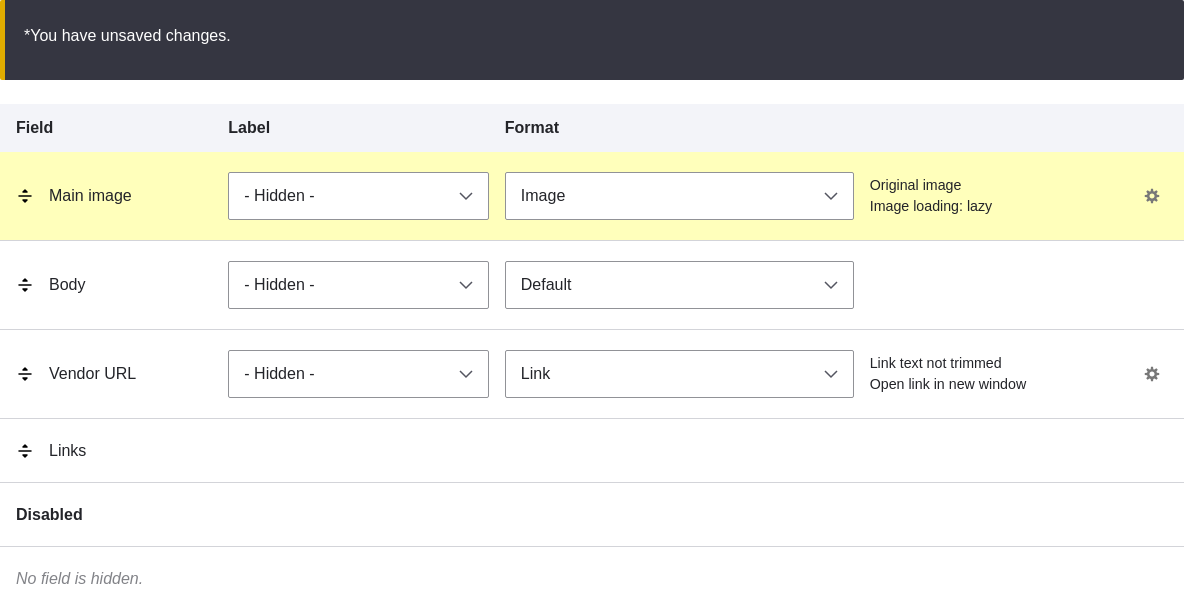 *You have unsaved changes.
Field Label Format
Main image - Hidden - Image Original image
Image loading: lazy
Body - Hidden - Default
Vendor URL - Hidden - Link Link text not trimmed
Open link in new window
Links
Disabled
No field is hidden.